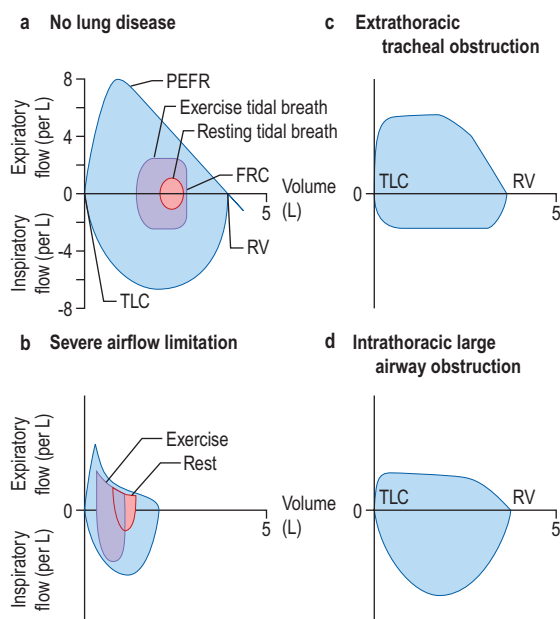 a No lung disease
8
4
0
-4
-8
Expiratory
flow (per L)
Inspiratory
flow (per L)
PEFR
Exercise tidal breath
Resting tidal breath
FRC
Volume
(L)
5
RV
TLC
b Severe airflow limitation
Expiratory
flow (per L)
Inspiratory
flow (per L)
0
Exercise
Rest
Volume
(L)
5
c Extrathoracic
tracheal obstruction
0
TLC
RV
5
d Intrathoracic large
airway obstruction
0
TLC
RV
5